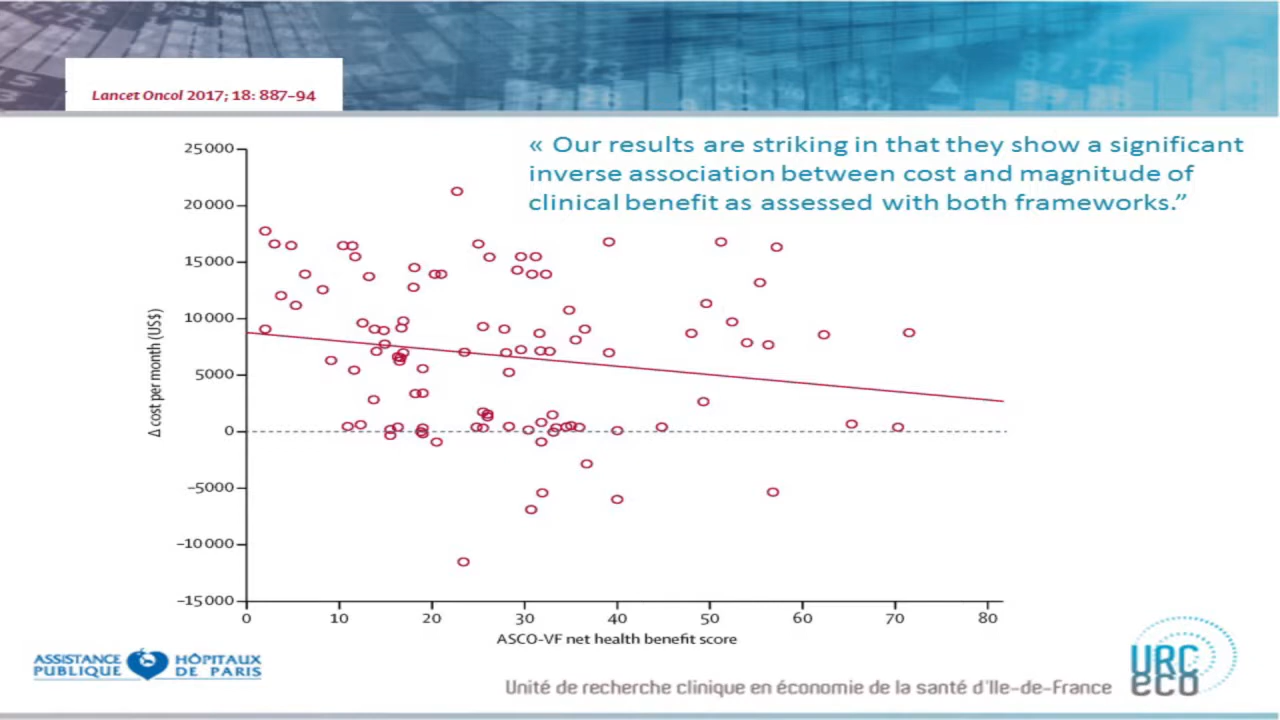 Lancet Oncol 2017; 18: 887–94
« Our results are striking in that they show a significant
inverse association between cost and magnitude of
clinical benefit as assessed with both frameworks.”
25000
20000
15000
10000
5000
0
–5000
–10000
–15000
Δ cost per month (US$)
0 10 20 30 40 50 60 70 80
ASCO-VF net health benefit score
ASSISTANCE PUBLIQUE
HÔPITAUX DE PARIS
Unité de recherche clinique en économie de la santé d'Ile-de-France
URC
eco